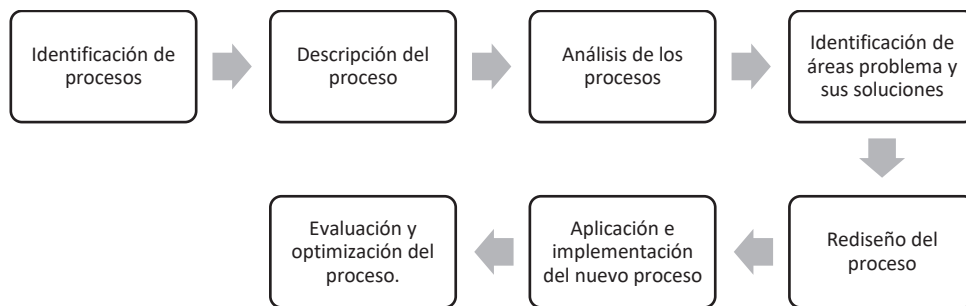 Identificación de
procesos
Descripción del
proceso
Análisis de los
procesos
Identificación de
áreas problema y
sus soluciones
Rediseño del
proceso
Aplicación e
implementación
del nuevo proceso
Evaluación y
optimización del
proceso.